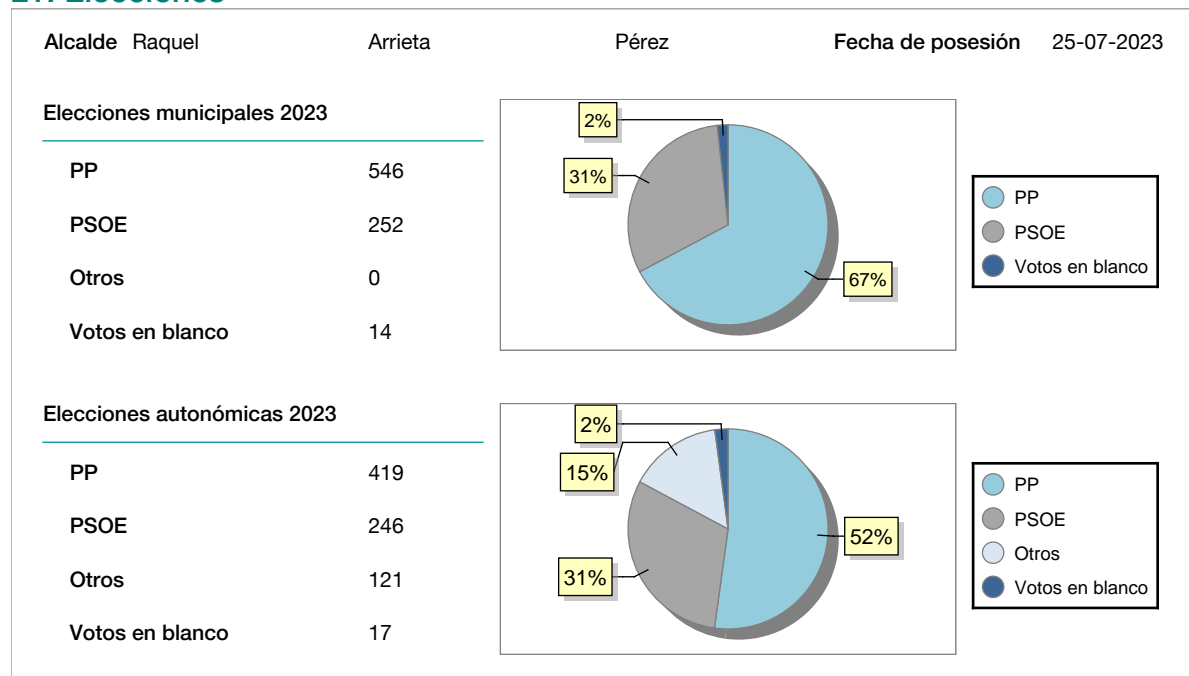 Alcalde Raquel Arrieta Pérez Fecha de posesión 25-07-2023
Elecciones municipales 2023
PP 546
PSOE 252
Otros 0
Votos en blanco 14
2%
31%
67%
PP
PSOE
Votos en blanco
Elecciones autonómicas 2023
PP 419
PSOE 246
Otros 121
Votos en blanco 17
2%
15%
52%
31%
PP
PSOE
Otros
Votos en blanco